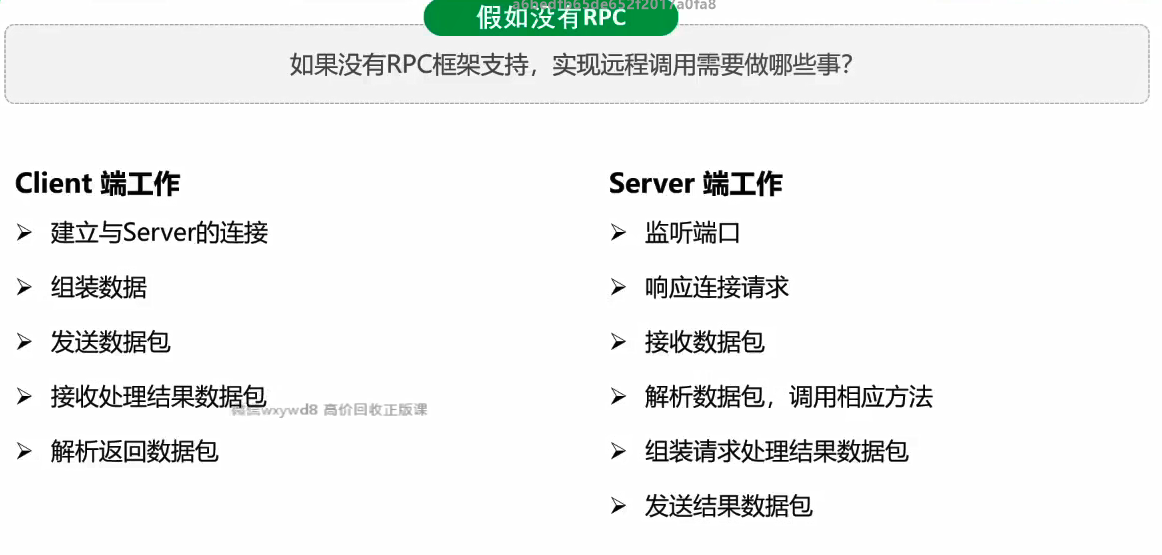 a6bedfb65de652f2017a0fa8
假如没有RPC
如果没有RPC框架支持，实现远程调用需要做哪些事？
Client 端工作
➢ 建立与Server的连接
➢ 组装数据
➢ 发送数据包
➢ 接收处理结果数据包
微信wxywd8 高价回收正版课
➢ 解析返回数据包
Server 端工作
➢ 监听端口
➢ 响应连接请求
➢ 接收数据包
➢ 解析数据包，调用相应方法
➢ 组装请求处理结果数据包
➢ 发送结果数据包